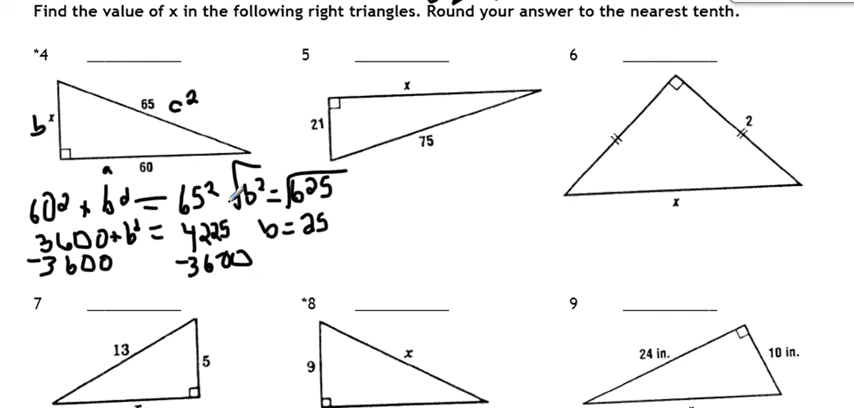 Find the value of x in the following right triangles. Round your answer to the nearest tenth.
*4 5 6
65 c²
b x
60
a
x
21
75
2
x
60² + b² = 65² √b² = √625
3600 + b² = 4225 b = 25
-3600 -3600
7 *8 9
13
5
9
x
24 in.
10 in.